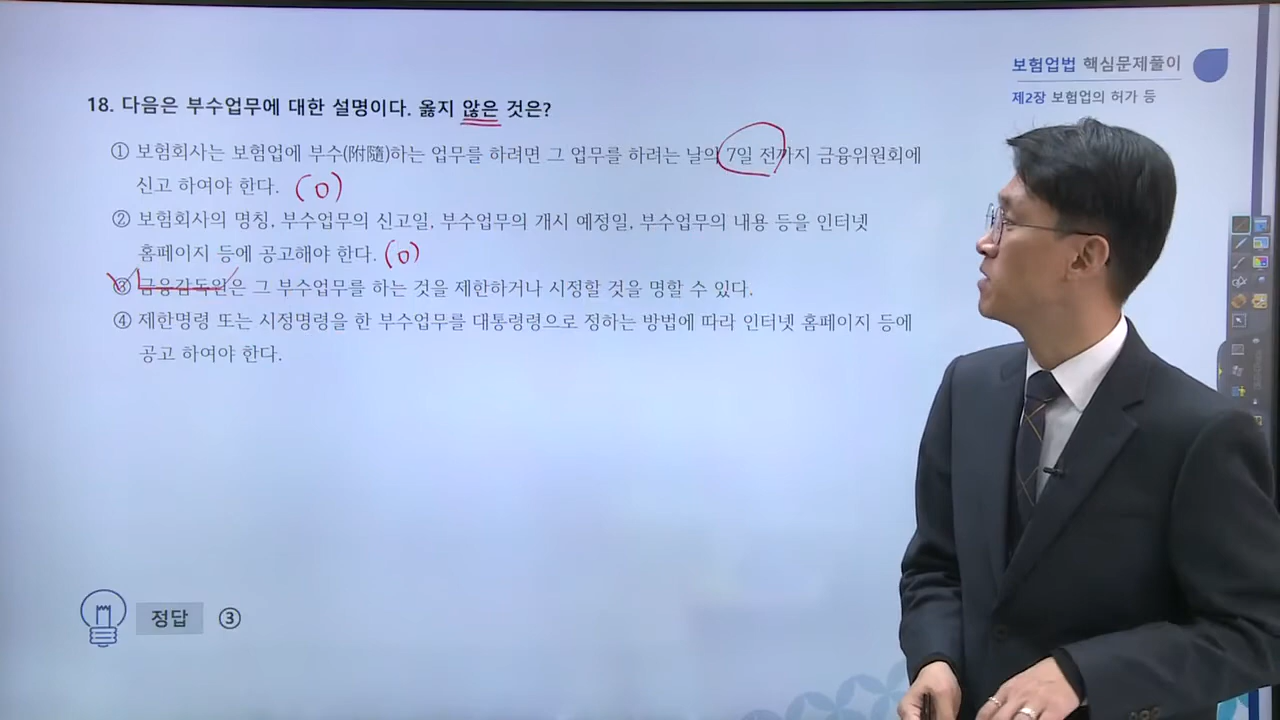 보험업법 핵심문제풀이
제2장 보험업의 허가 등
18. 다음은 부수업무에 대한 설명이다. 옳지 않은 것은?
① 보험회사는 보험업에 부수(附隨)하는 업무를 하려면 그 업무를 하려는 날의 7일 전까지 금융위원회에
신고 하여야 한다. (O)
② 보험회사의 명칭, 부수업무의 신고일, 부수업무의 개시 예정일, 부수업무의 내용 등을 인터넷
홈페이지 등에 공고해야 한다. (O)
③ 금융감독원은 그 부수업무를 하는 것을 제한하거나 시정할 것을 명할 수 있다.
④ 제한명령 또는 시정명령을 한 부수업무를 대통령령으로 정하는 방법에 따라 인터넷 홈페이지 등에
공고 하여야 한다.
정답 ③